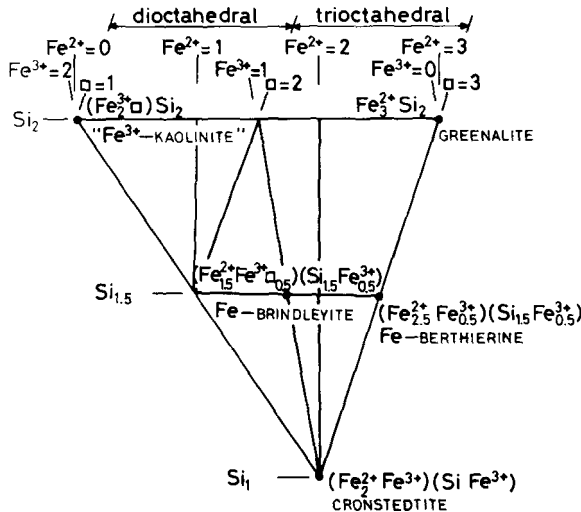 dioctahedral trioctahedral
Fe²⁺=0 Fe²⁺=1 Fe²⁺=2 Fe²⁺=3
Fe³⁺=2 Fe³⁺=1 Fe³⁺=0
□=1 □=2 □=3
(Fe₂³⁺□)Si₂ Fe₃²⁺Si₂
Si₂
"Fe³⁺–KAOLINITE" GREENALITE
(Fe₁.₅²⁺Fe³⁺□₀.₅)(Si₁.₅Fe₀.₅³⁺)
Si₁.₅
Fe–BRINDLEYITE
(Fe₂.₅²⁺Fe₀.₅³⁺)(Si₁.₅Fe₀.₅³⁺)
Fe–BERTHIERINE
Si₁
(Fe₂²⁺Fe³⁺)(Si Fe³⁺)
CRONSTEDTITE